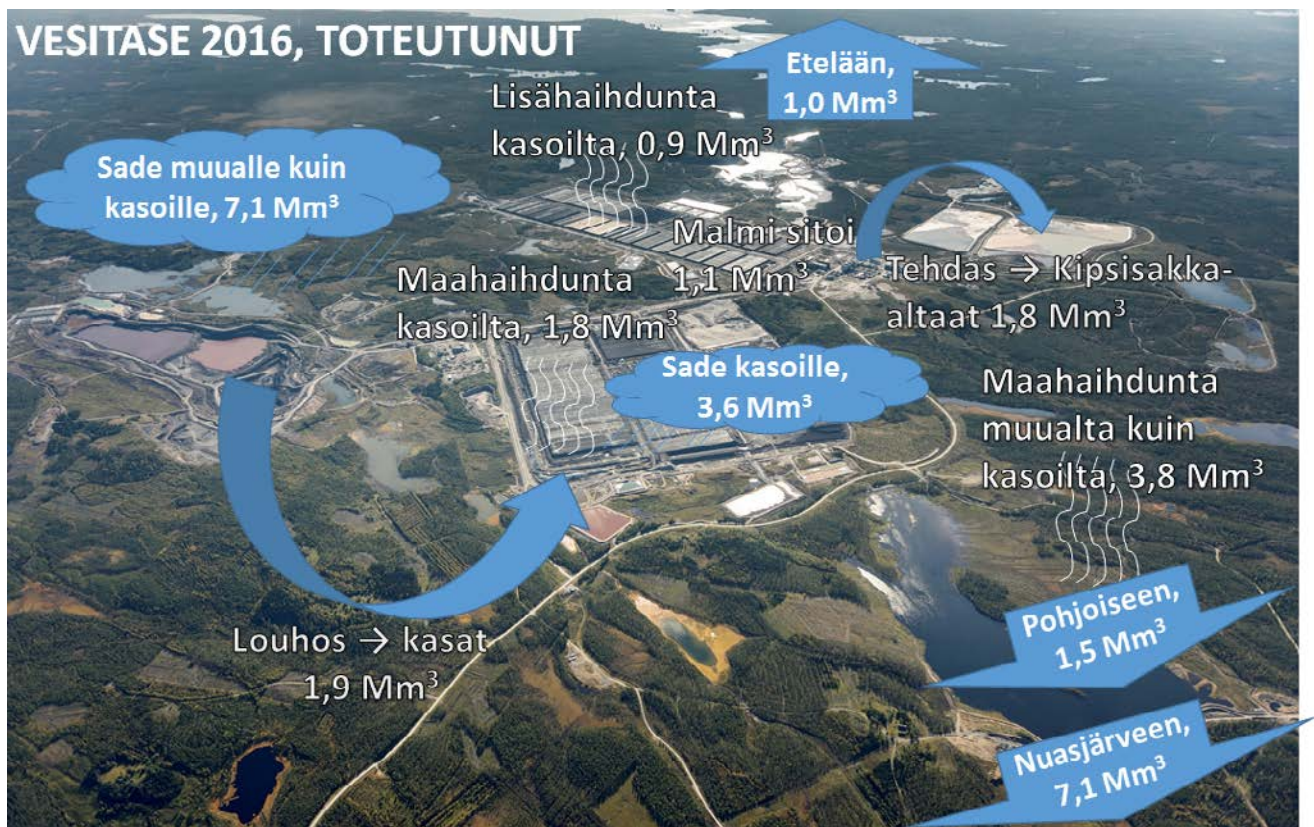 VESITASE 2016, TOTEUTUNUT
Etelään,
1,0 Mm³
Lisähaihdunta
kasoilta, 0,9 Mm³
Sade muualle kuin
kasoille, 7,1 Mm³
Malmi sitoi
1,1 Mm³
Maahaihdunta
kasoilta, 1,8 Mm³
Tehdas → Kipsisakka-
altaat 1,8 Mm³
Sade kasoille,
3,6 Mm³
Maahaihdunta
muualta kuin
kasoilta, 3,8 Mm³
Louhos → kasat
1,9 Mm³
Pohjoiseen,
1,5 Mm³
Nuasjärveen,
7,1 Mm³